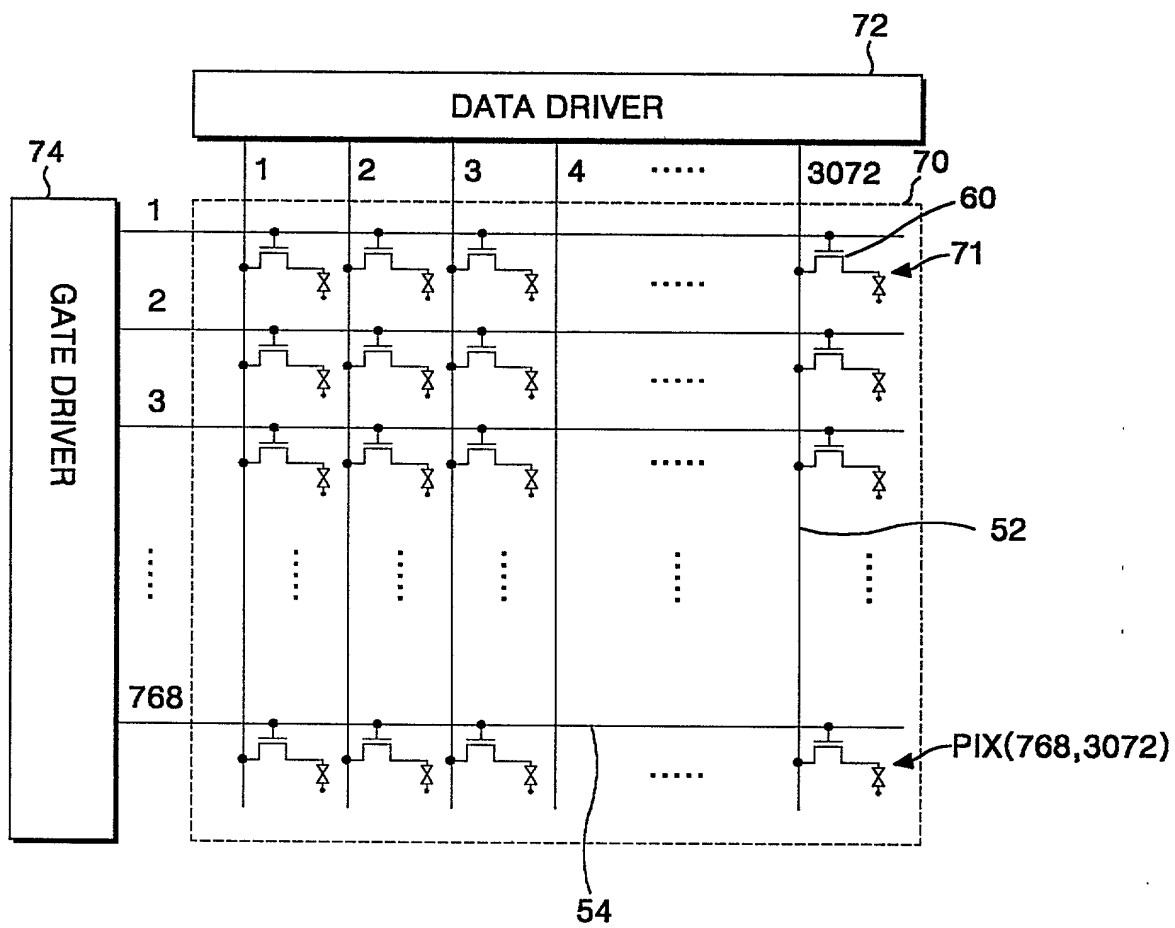 72
DATA DRIVER
74
1 2 3 4 ..... 3072
70
1
60
..... 71
GATE DRIVER
2
.....
3
.....
52
..... ..... ..... ..... ..... .....
768
..... PIX(768,3072)
54